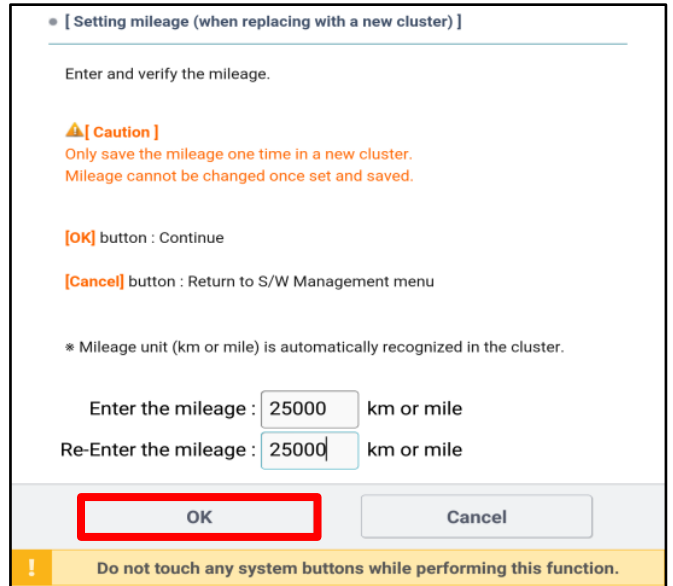 [ Setting mileage (when replacing with a new cluster) ]
Enter and verify the mileage.
[ Caution ]
Only save the mileage one time in a new cluster.
Mileage cannot be changed once set and saved.
[OK] button : Continue
[Cancel] button : Return to S/W Management menu
※ Mileage unit (km or mile) is automatically recognized in the cluster.
Enter the mileage : 25000 km or mile
Re-Enter the mileage : 25000 km or mile
OK Cancel
! Do not touch any system buttons while performing this function.